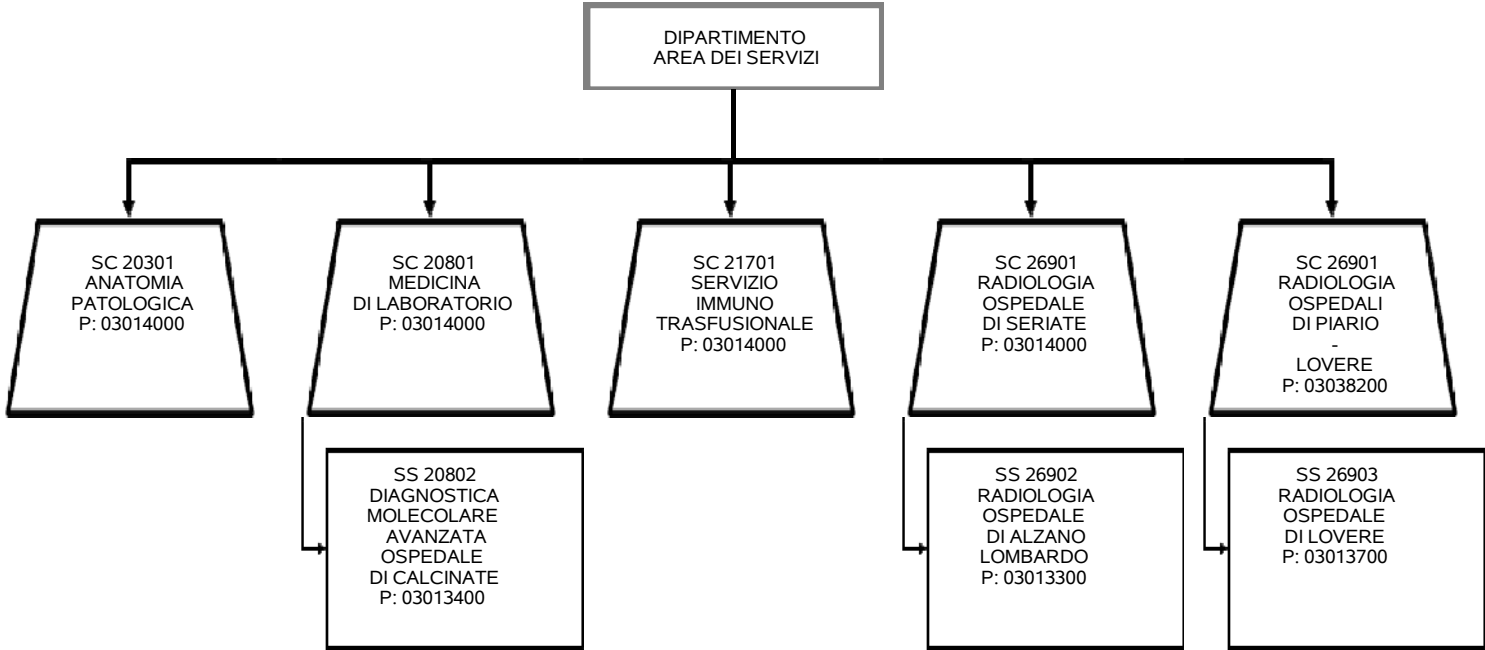 DIPARTIMENTO
AREA DEI SERVIZI
SC 20301
ANATOMIA
PATOLOGICA
P: 03014000
SC 20801
MEDICINA
DI LABORATORIO
P: 03014000
SC 21701
SERVIZIO
IMMUNO
TRASFUSIONALE
P: 03014000
SC 26901
RADIOLOGIA
OSPEDALE
DI SERIATE
P: 03014000
SC 26901
RADIOLOGIA
OSPEDALI
DI PIARIO
-
LOVERE
P: 03038200
SS 20802
DIAGNOSTICA
MOLECOLARE
AVANZATA
OSPEDALE
DI CALCINATE
P: 03013400
SS 26902
RADIOLOGIA
OSPEDALE
DI ALZANO
LOMBARDO
P: 03013300
SS 26903
RADIOLOGIA
OSPEDALE
DI LOVERE
P: 03013700